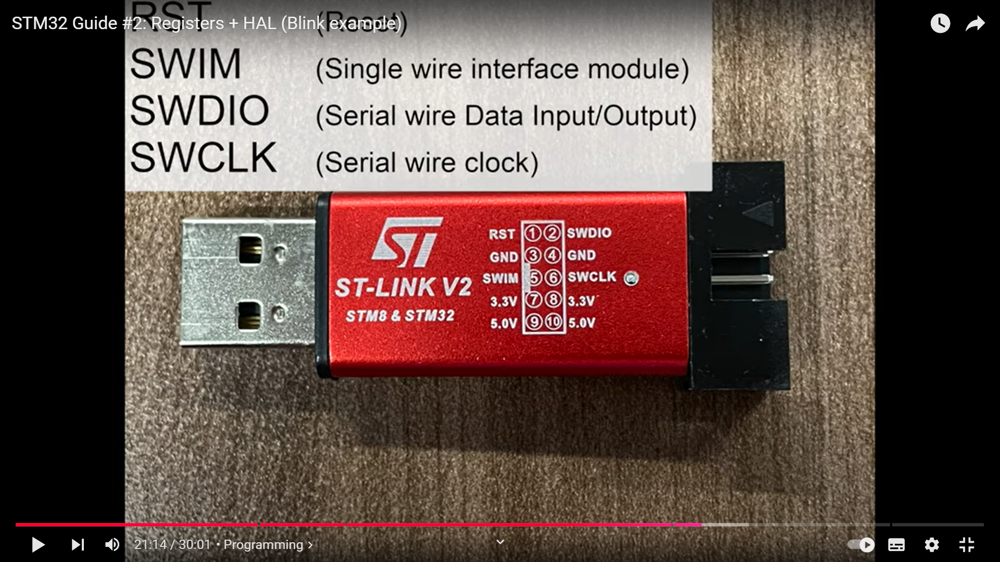 STM32 Guide #2: Registers + HAL (Blink example)
RST (Reset)
SWIM (Single wire interface module)
SWDIO (Serial wire Data Input/Output)
SWCLK (Serial wire clock)
ST
ST-LINK V2
STM8 & STM32
RST 1 2 SWDIO
GND 3 4 GND
SWIM 5 6 SWCLK
3.3V 7 8 3.3V
5.0V 9 10 5.0V
21:14 / 30:01 • Programming